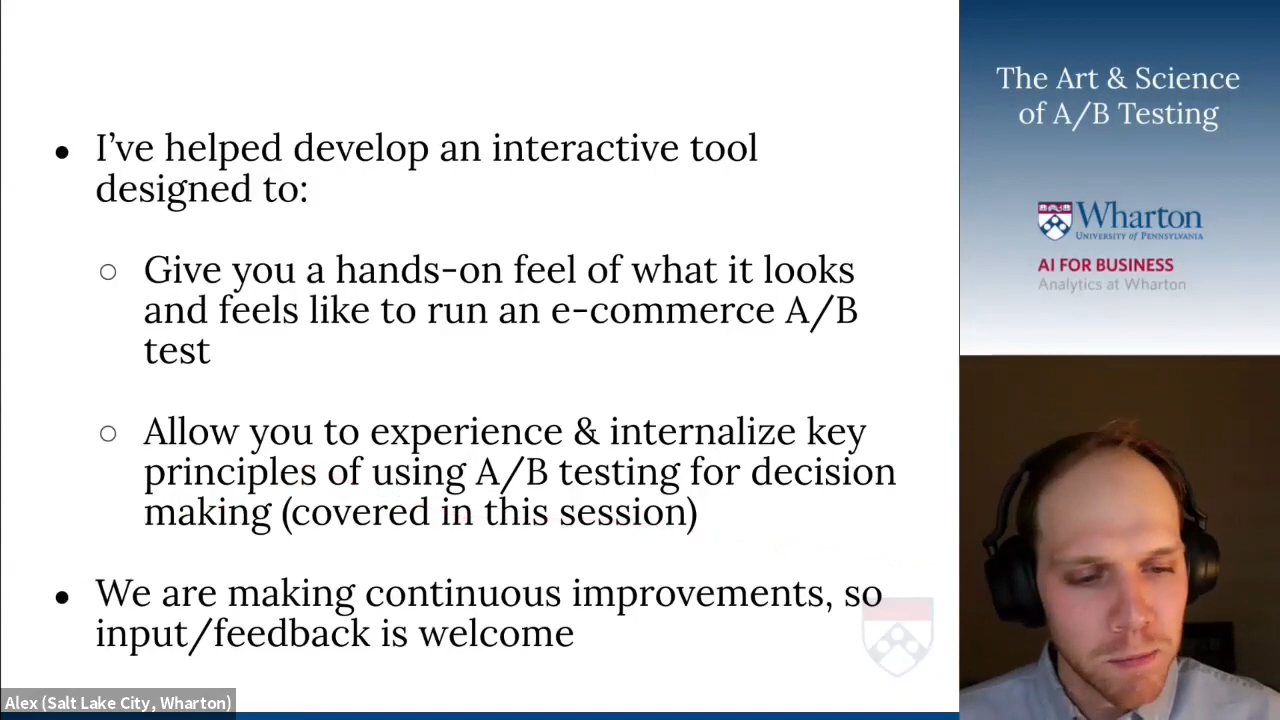 I've helped develop an interactive tool
designed to:
Give you a hands-on feel of what it looks
and feels like to run an e-commerce A/B
test
Allow you to experience & internalize key
principles of using A/B testing for decision
making (covered in this session)
We are making continuous improvements, so
input/feedback is welcome
Alex (Salt Lake City, Wharton)
The Art & Science
of A/B Testing
Wharton
UNIVERSITY of PENNSYLVANIA
AI FOR BUSINESS
Analytics at Wharton